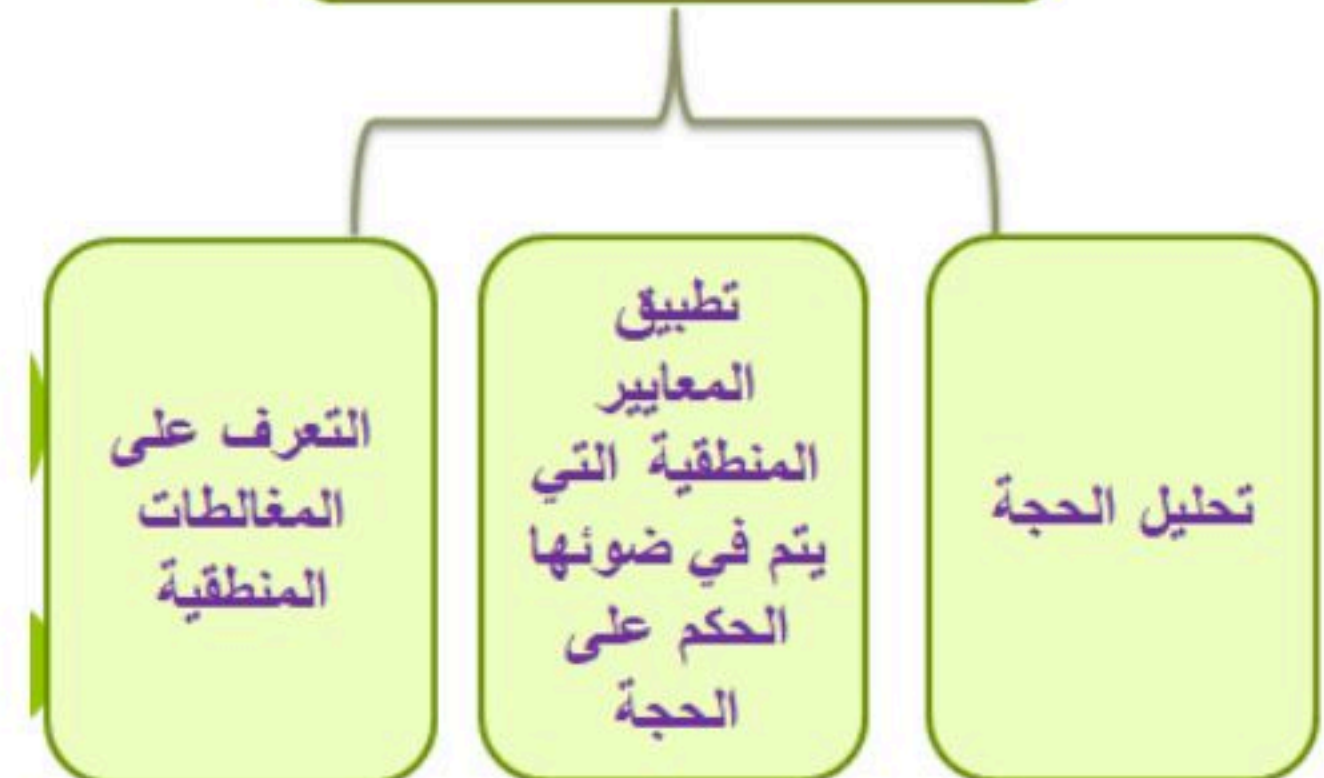 تحليل الحجة
تطبيق
المعايير
المنطقية التي
يتم في ضوئها
الحكم على
الحجة
التعرف على
المغالطات
المنطقية